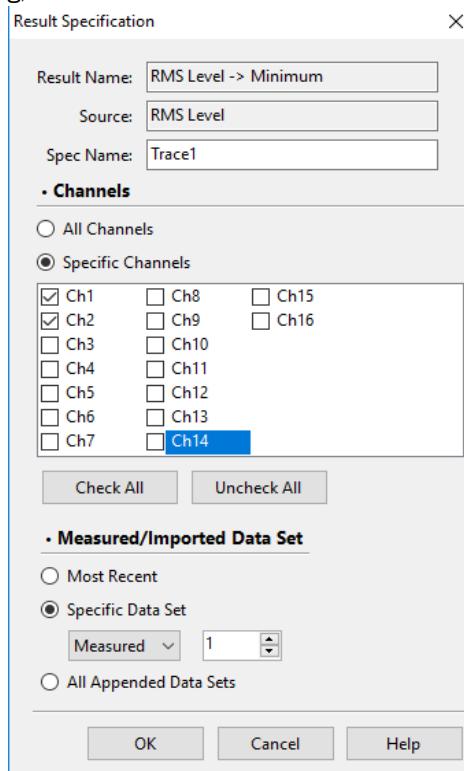 Result Specification
Result Name: RMS Level -> Minimum
Source: RMS Level
Spec Name: Trace1
• Channels
All Channels
Specific Channels
Ch1 Ch8 Ch15
Ch2 Ch9 Ch16
Ch3 Ch10
Ch4 Ch11
Ch5 Ch12
Ch6 Ch13
Ch7 Ch14
Check All Uncheck All
• Measured/Imported Data Set
Most Recent
Specific Data Set
Measured 1
All Appended Data Sets
OK Cancel Help